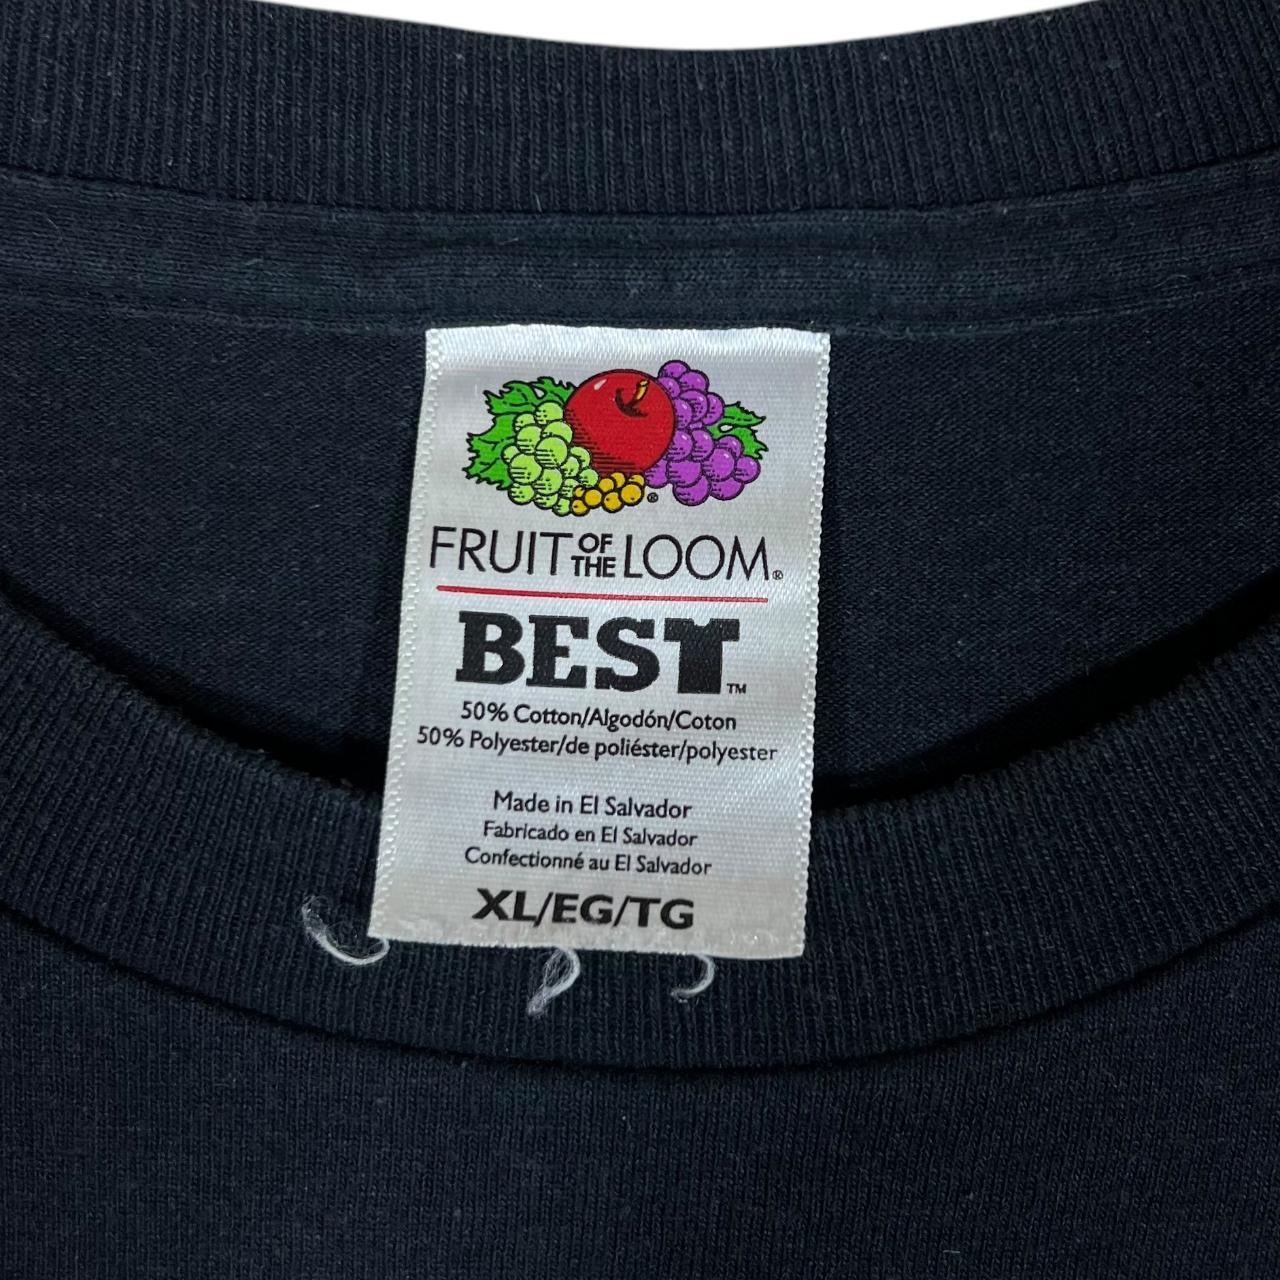 ®
FRUIT OF THE LOOM®
BEST™
50% Cotton/Algodón/Coton
50% Polyester/de poliéster/polyester
Made in El Salvador
Fabricado en El Salvador
Confectionné au El Salvador
XL/EG/TG